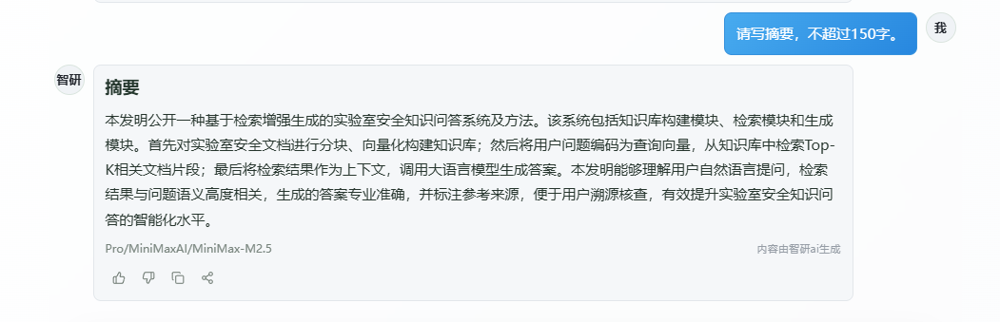 请写摘要，不超过150字。
我
智研
摘要
本发明公开一种基于检索增强生成的实验室安全知识问答系统及方法。该系统包括知识库构建模块、检索模块和生成
模块。首先对实验室安全文档进行分块、向量化构建知识库；然后将用户问题编码为查询向量，从知识库中检索Top-
K相关文档片段；最后将检索结果作为上下文，调用大语言模型生成答案。本发明能够理解用户自然语言提问，检索
结果与问题语义高度相关，生成的答案专业准确，并标注参考来源，便于用户溯源核查，有效提升实验室安全知识问
答的智能化水平。
Pro/MiniMaxAI/MiniMax-M2.5
内容由智研ai生成